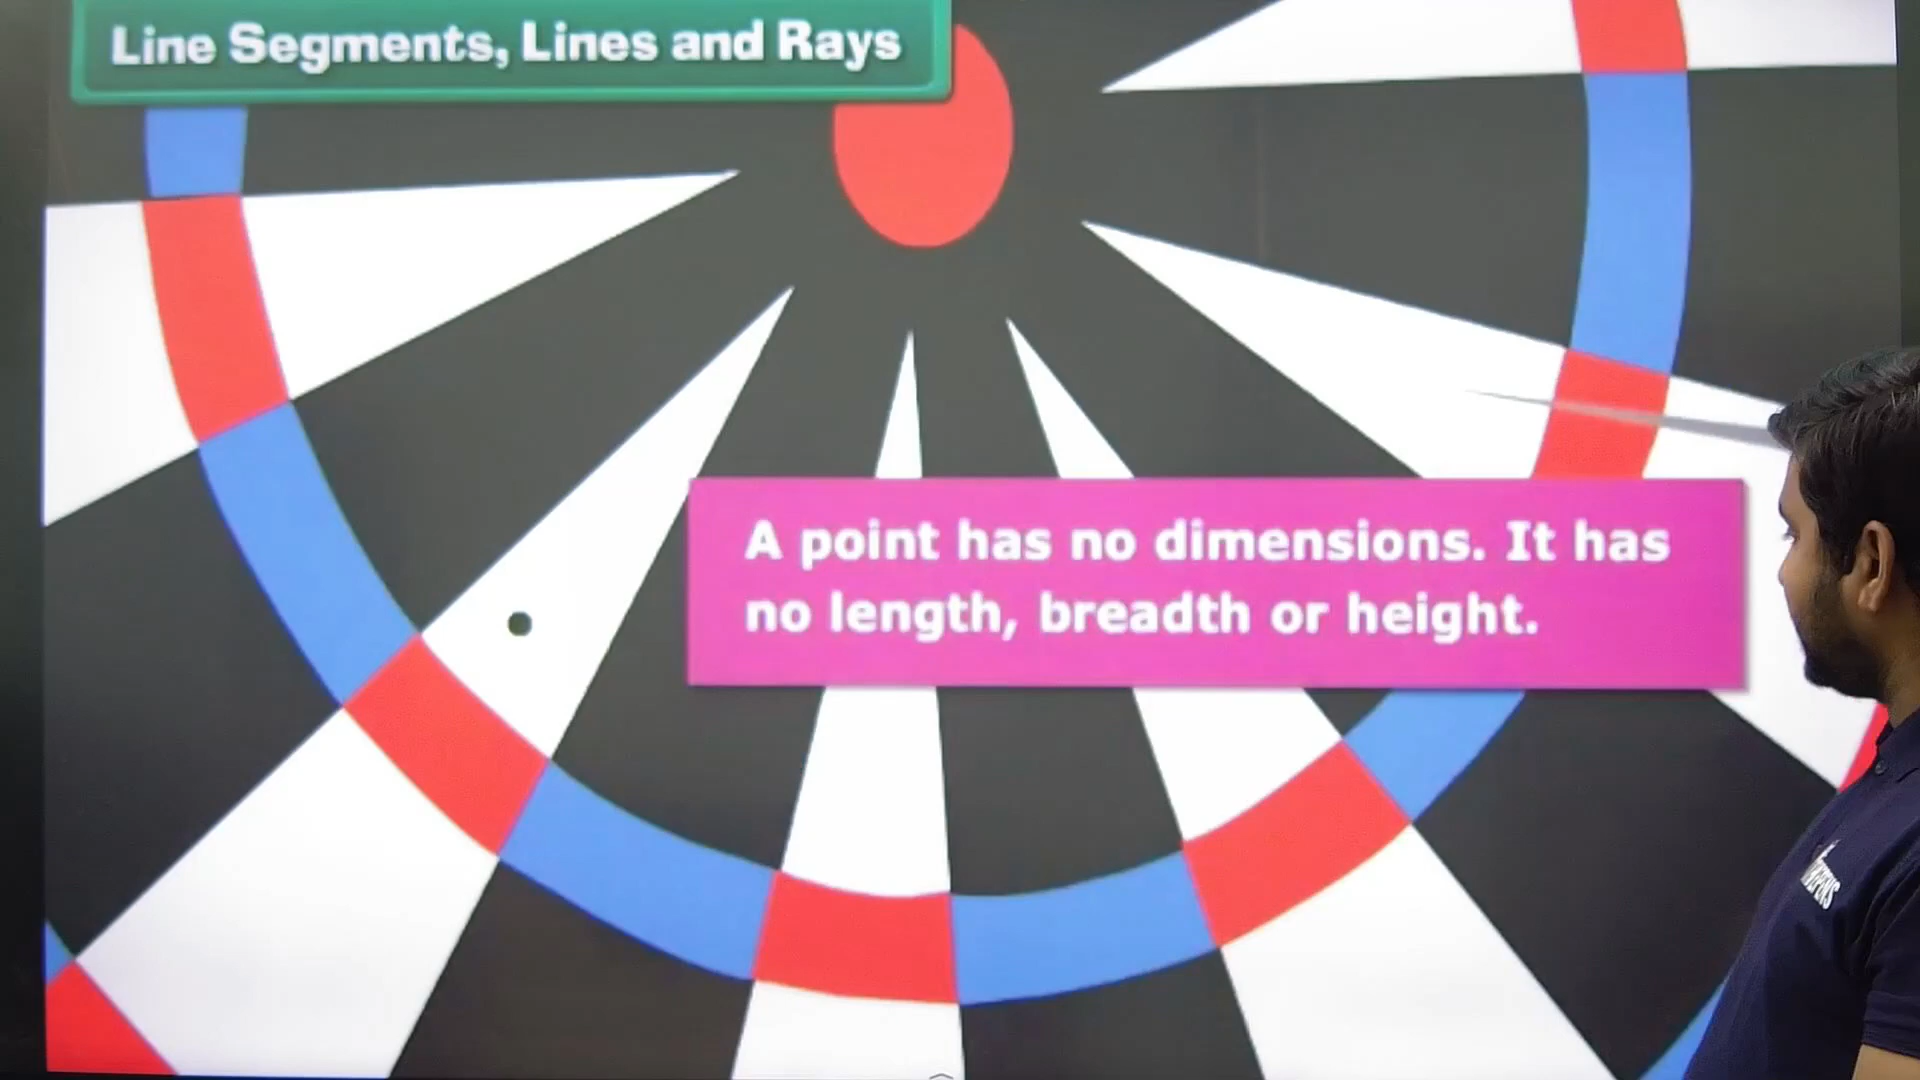 Line Segments, Lines and Rays
A point has no dimensions. It has
no length, breadth or height.